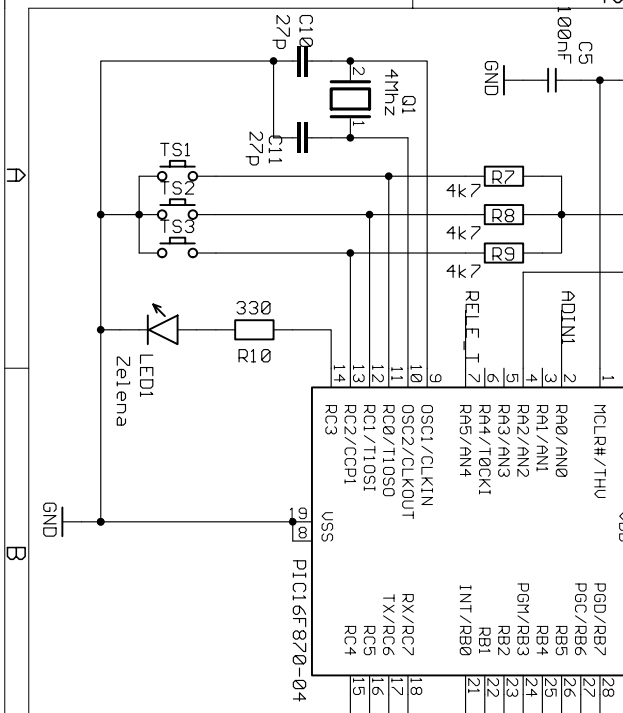 C10
27p
2
Q1
4Mhz
1
C11
27p
C5
100nF
GND
A
TS1
TS2
TS3
R7
4k7
R8
4k7
R9
4k7
330
R10
LED1
Zelena
RELE_T
ADIN1
14
13
12
11
10
9
7
6
5
4
3
2
1
RC3
RC2/CCP1
RC1/T1OSI
RC0/T1OSO
OSC2/CLKOUT
OSC1/CLKIN
RA5/AN4
RA4/T0CKI
RA3/AN3
RA2/AN2
RA1/AN1
RA0/AN0
MCLR#/THV
VDD
GND
19
8
VSS
B
PIC16F870-04
RC4
RC5
TX/RC6
RX/RC7
INT/RB0
RB1
RB2
PGM/RB3
RB4
RB5
PGC/RB6
PGD/RB7
15
16
17
18
21
22
23
24
25
26
27
28